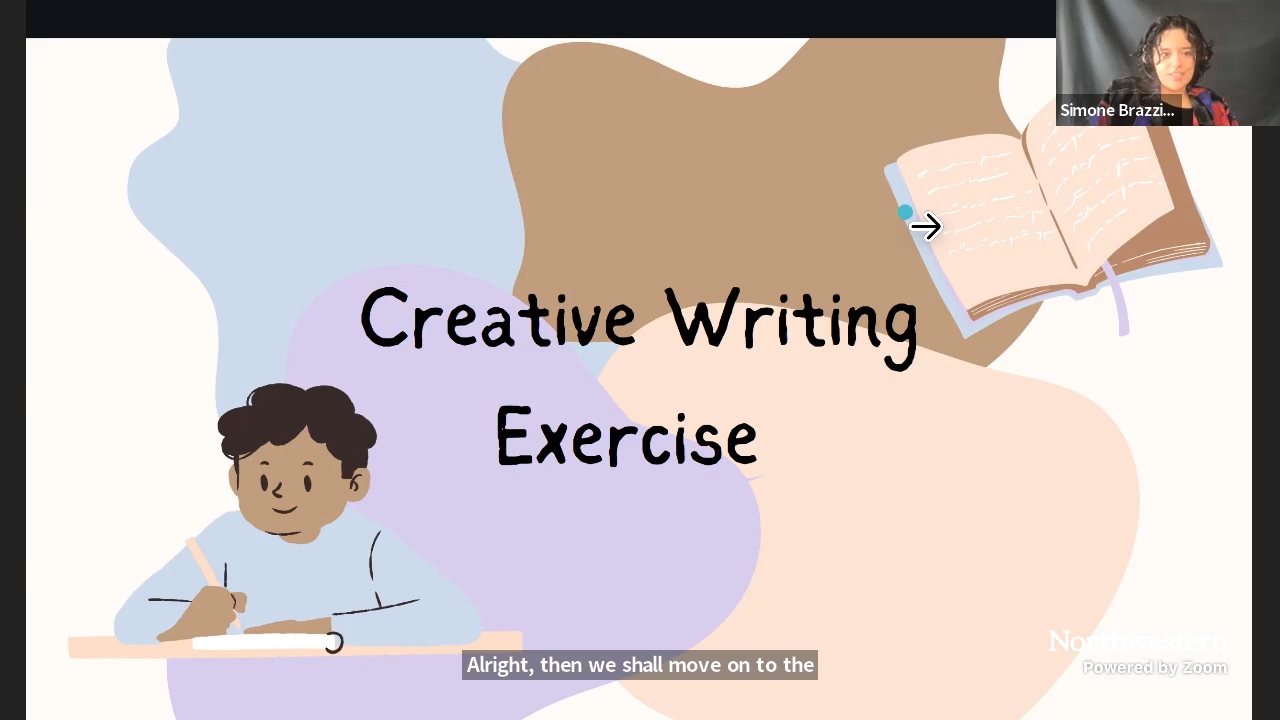 Simone Brazzi...
Creative Writing
Exercise
Alright, then we shall move on to the
Northwestern
Powered by Zoom